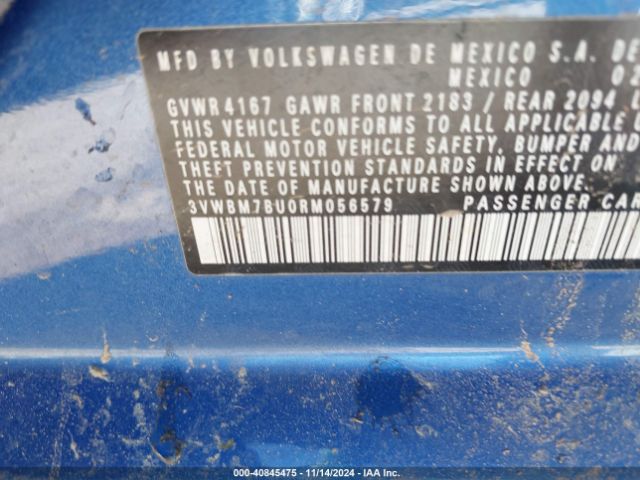 MFD BY VOLKSWAGEN DE MEXICO S.A. DE
MEXICO
GVWR 4167 GAWR FRONT 2183 / REAR 2094
THIS VEHICLE CONFORMS TO ALL APPLICABLE
FEDERAL MOTOR VEHICLE SAFETY, BUMPER AND
THEFT PREVENTION STANDARDS IN EFFECT ON
THE DATE OF MANUFACTURE SHOWN ABOVE.
3VWBM7BU0RM056579 PASSENGER CAR
000-40845475 - 11/14/2024 - IAA Inc.